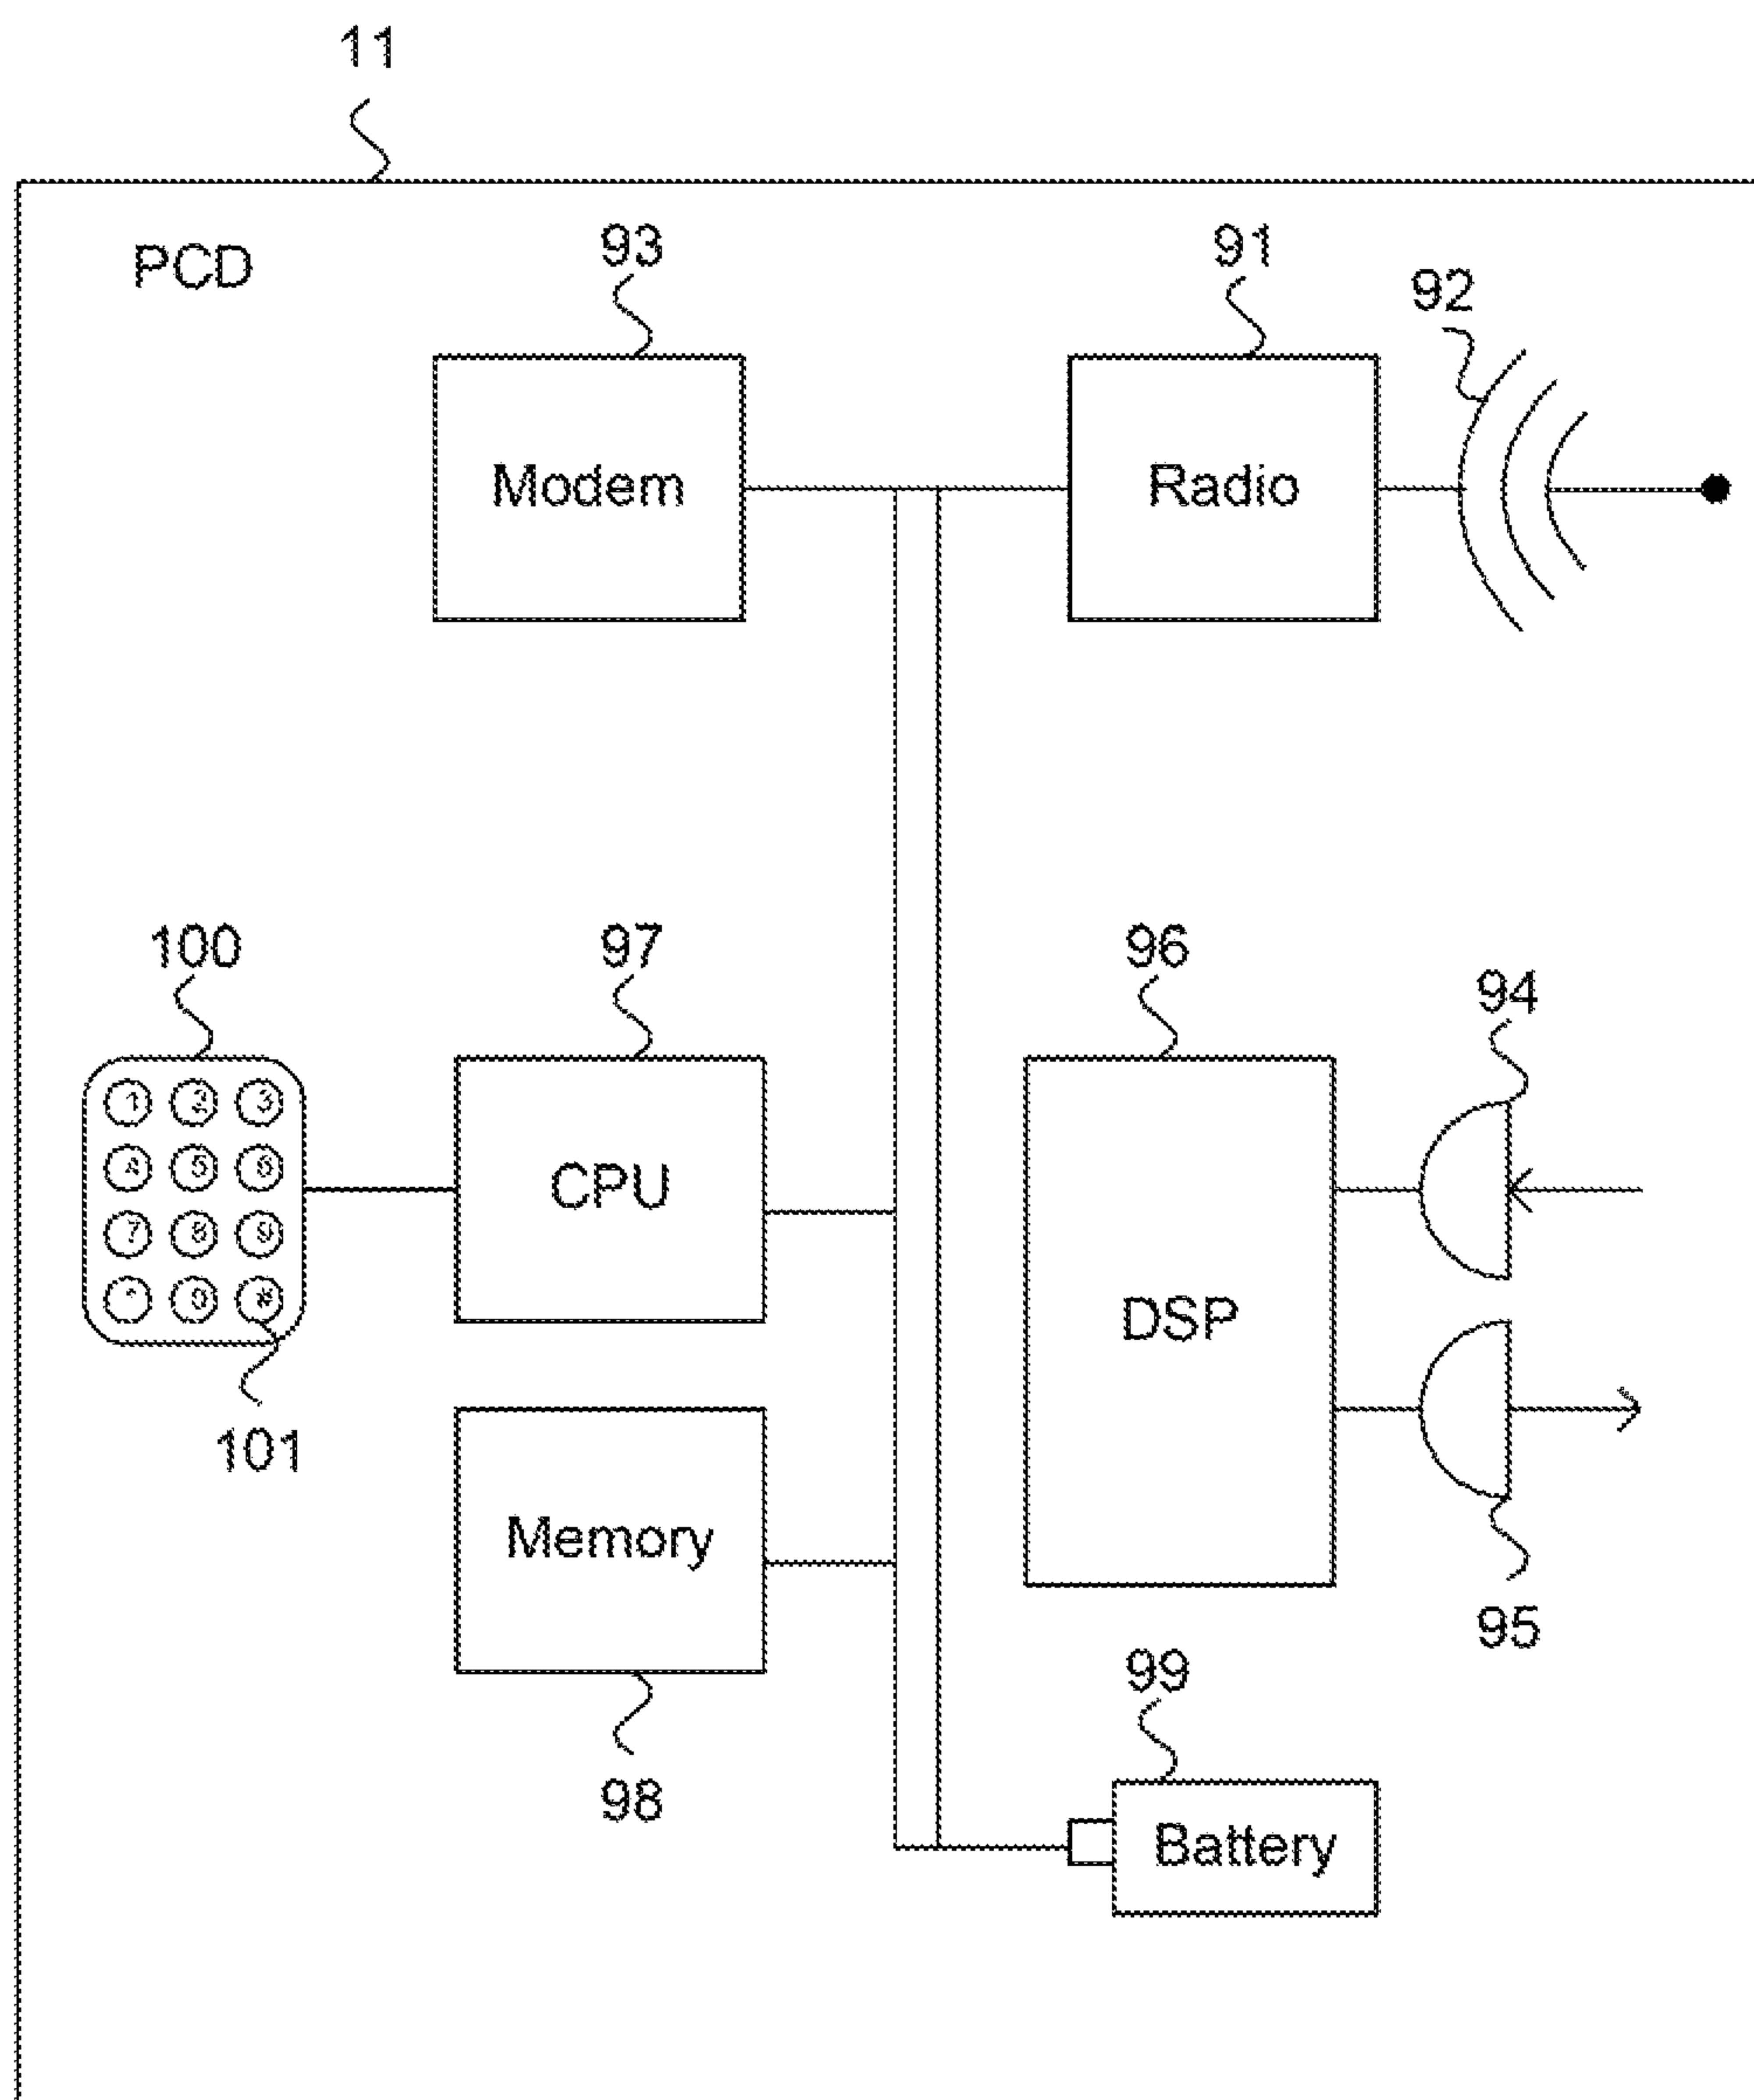 11
PCD
93
91
92
Modem
Radio
100
97
96
94
1 2 3
4 5 6
7 8 9
* 0 #
CPU
DSP
101
Memory
95
99
98
Battery